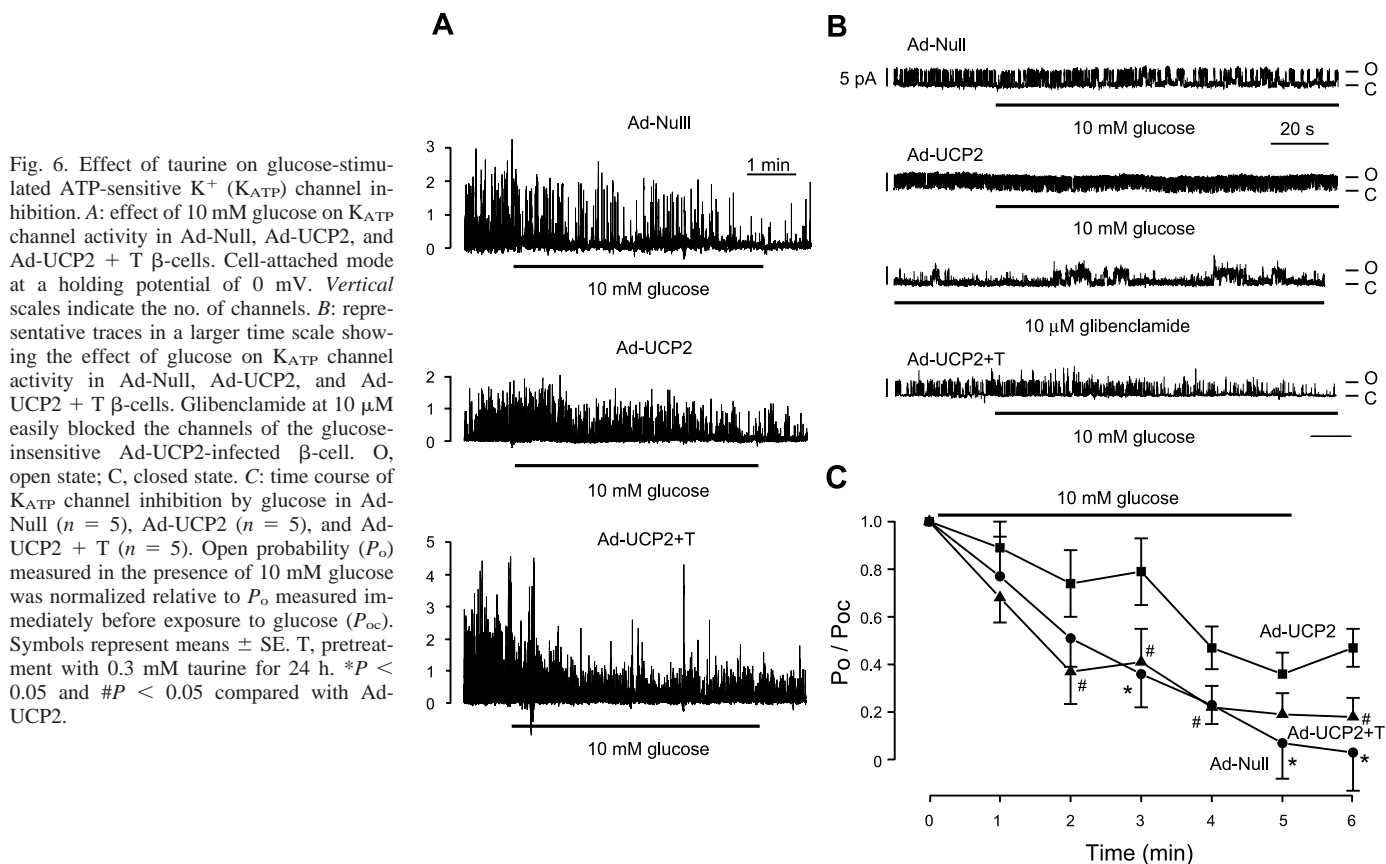 Fig. 6. Effect of taurine on glucose-stimu-
lated ATP-sensitive K+ (KATP) channel in-
hibition. A: effect of 10 mM glucose on KATP
channel activity in Ad-Null, Ad-UCP2, and
Ad-UCP2 + T β-cells. Cell-attached mode
at a holding potential of 0 mV. Vertical
scales indicate the no. of channels. B: repre-
sentative traces in a larger time scale show-
ing the effect of glucose on KATP channel
activity in Ad-Null, Ad-UCP2, and Ad-
UCP2 + T β-cells. Glibenclamide at 10 μM
easily blocked the channels of the glucose-
insensitive Ad-UCP2-infected β-cell. O,
open state; C, closed state. C: time course of
KATP channel inhibition by glucose in Ad-
Null (n = 5), Ad-UCP2 (n = 5), and Ad-
UCP2 + T (n = 5). Open probability (Po)
measured in the presence of 10 mM glucose
was normalized relative to Po measured im-
mediately before exposure to glucose (Poc).
Symbols represent means ± SE. T, pretreat-
ment with 0.3 mM taurine for 24 h. *P <
0.05 and #P < 0.05 compared with Ad-
UCP2.
A
Ad-Nulll
3
2
1
0
1 min
10 mM glucose
Ad-UCP2
2
1
0
10 mM glucose
Ad-UCP2+T
5
4
3
2
1
0
10 mM glucose
B
Ad-Null
5 pA
O
C
10 mM glucose
20 s
Ad-UCP2
O
C
10 mM glucose
O
C
10 μM glibenclamide
Ad-UCP2+T
O
C
10 mM glucose
C
10 mM glucose
1.0
0.8
0.6
0.4
0.2
0
Po / Poc
Ad-UCP2
#
#
*
#
#
Ad-UCP2+T
Ad-Null
*
*
0 1 2 3 4 5 6
Time (min)